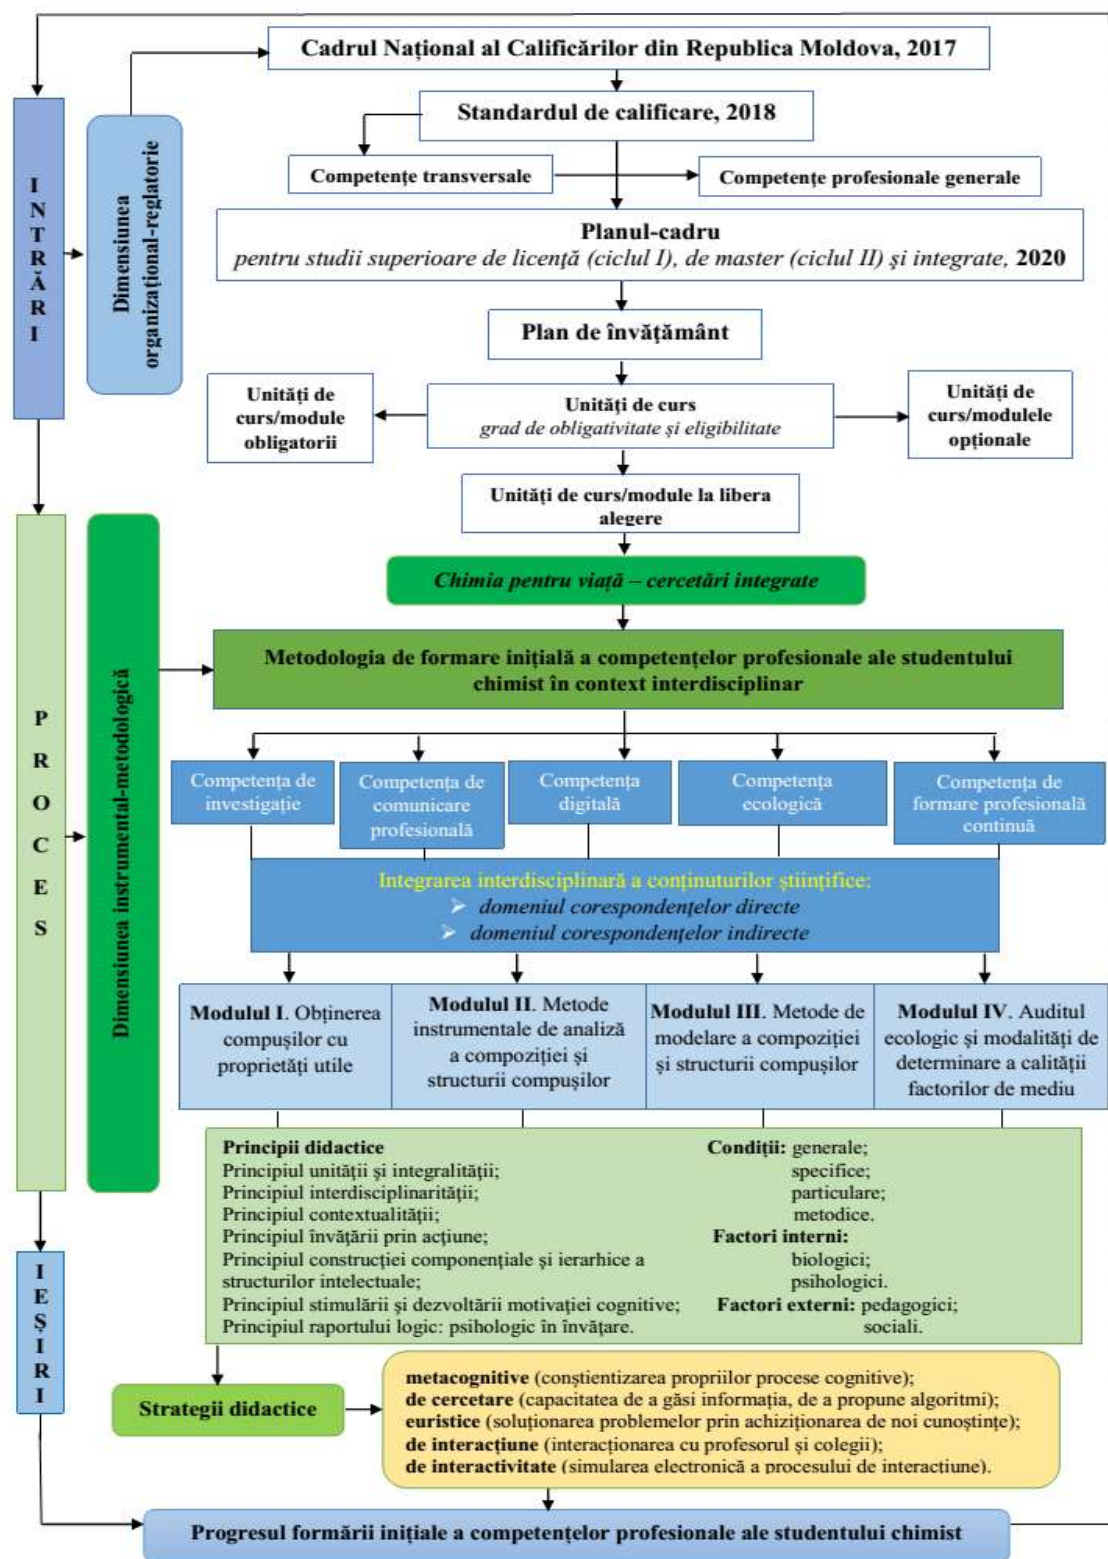 Cadrul Național al Calificărilor din Republica Moldova, 2017
Standardul de calificare, 2018
Competențe transversale
Competențe profesionale generale
Planul-cadru
pentru studii superioare de licență (ciclul I), de master (ciclul II) și integrate, 2020
Plan de învățământ
Unități de
curs/module
obligatorii
Unități de curs
grad de obligativitate și eligibilitate
Unități de
curs/modulele
opționale
Unități de curs/module la libera
alegere
INTRĂRI
Dimensiunea
organizațional-reglatorie
Chimia pentru viață – cercetări integrate
Metodologia de formare inițială a competențelor profesionale ale studentului
chimist în context interdisciplinar
PROCES
Dimensiunea instrumental-metodologică
Competența de
investigație
Competența de
comunicare
profesională
Competența
digitală
Competența
ecologică
Competența de
formare profesională
continuă
Integrarea interdisciplinară a conținuturilor științifice:
➢ domeniul corespondențelor directe
➢ domeniul corespondențelor indirecte
Modulul I. Obținerea
compușilor cu
proprietăți utile
Modulul II. Metode
instrumentale de analiză
a compoziției și
structurii compușilor
Modulul III. Metode de
modelare a compoziției
și structurii compușilor
Modulul IV. Auditul
ecologic și modalități de
determinare a calității
factorilor de mediu
Principii didactice
Principiul unității și integralității;
Principiul interdisciplinarității;
Principiul contextualității;
Principiul învățării prin acțiune;
Principiul construcției componențiale și ierarhice a
structurilor intelectuale;
Principiul stimulării și dezvoltării motivației cognitive;
Principiul raportului logic: psihologic în învățare.
Condiții: generale;
specifice;
particulare;
metodice.
Factori interni:
biologici;
psihologici.
Factori externi: pedagogici;
sociali.
IEȘIRI
Strategii didactice
metacognitive (conștientizarea propriilor procese cognitive);
de cercetare (capacitatea de a găsi informația, de a propune algoritmi);
euristice (soluționarea problemelor prin achiziționarea de noi cunoștințe);
de interacțiune (interacționarea cu profesorul și colegii);
de interactivitate (simularea electronică a procesului de interacțiune).
Progresul formării inițiale a competențelor profesionale ale studentului chimist